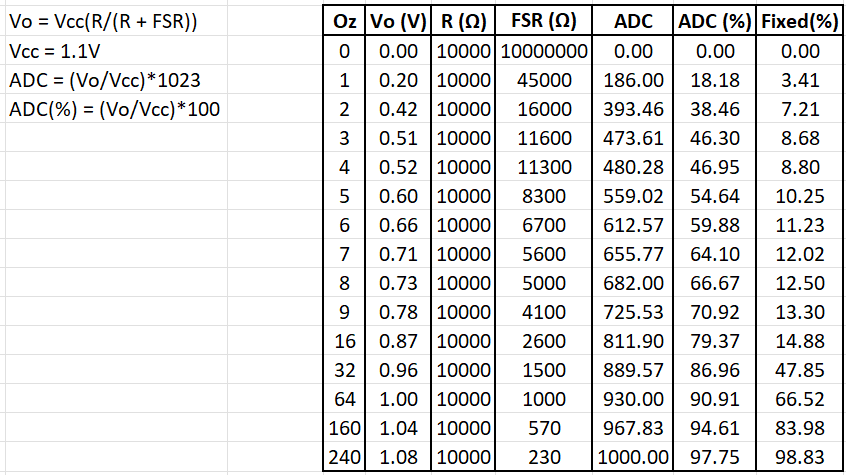 Vo = Vcc(R/(R + FSR)) Oz Vo (V) R (Ω) FSR (Ω) ADC ADC (%) Fixed(%)
Vcc = 1.1V 0 0.00 10000 10000000 0.00 0.00 0.00
ADC = (Vo/Vcc)*1023 1 0.20 10000 45000 186.00 18.18 3.41
ADC(%) = (Vo/Vcc)*100 2 0.42 10000 16000 393.46 38.46 7.21
3 0.51 10000 11600 473.61 46.30 8.68
4 0.52 10000 11300 480.28 46.95 8.80
5 0.60 10000 8300 559.02 54.64 10.25
6 0.66 10000 6700 612.57 59.88 11.23
7 0.71 10000 5600 655.77 64.10 12.02
8 0.73 10000 5000 682.00 66.67 12.50
9 0.78 10000 4100 725.53 70.92 13.30
16 0.87 10000 2600 811.90 79.37 14.88
32 0.96 10000 1500 889.57 86.96 47.85
64 1.00 10000 1000 930.00 90.91 66.52
160 1.04 10000 570 967.83 94.61 83.98
240 1.08 10000 230 1000.00 97.75 98.83